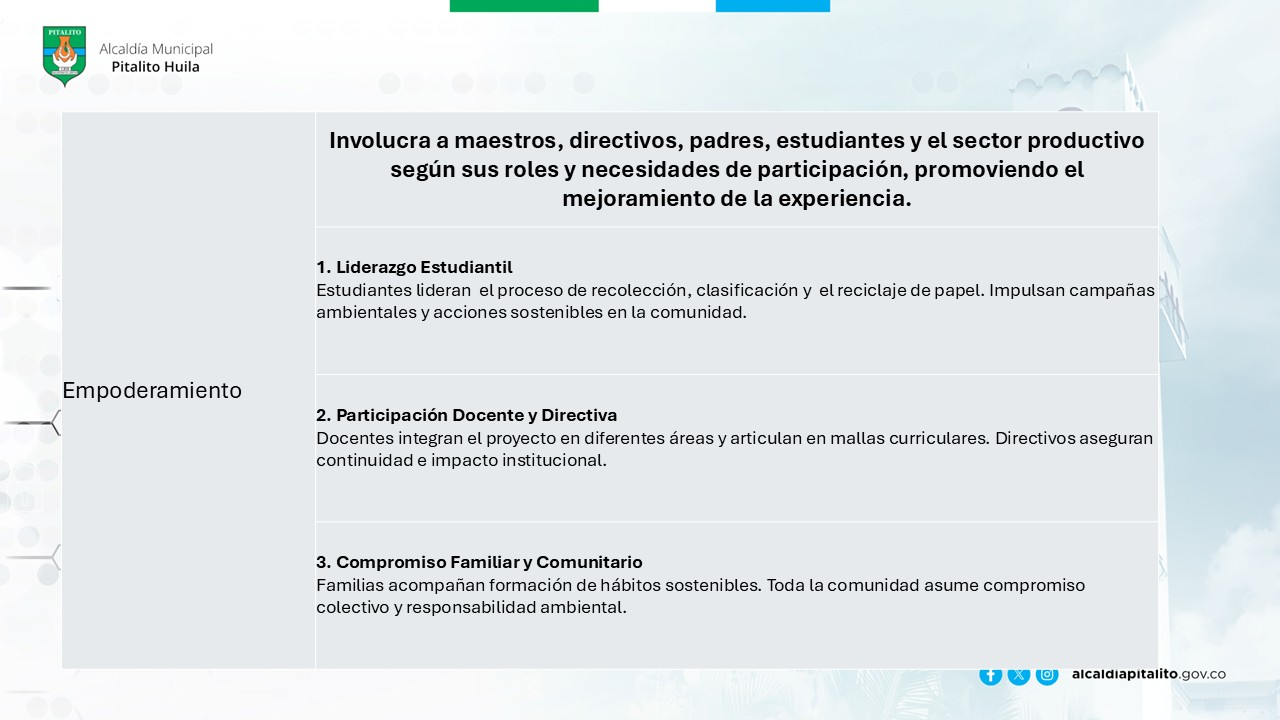 PITALITO
Alcaldía Municipal
Pitalito Huila
Involucra a maestros, directivos, padres, estudiantes y el sector productivo
según sus roles y necesidades de participación, promoviendo el
mejoramiento de la experiencia.
Empoderamiento
1. Liderazgo Estudiantil
Estudiantes lideran  el proceso de recolección, clasificación y  el reciclaje de papel. Impulsan campañas
ambientales y acciones sostenibles en la comunidad.
2. Participación Docente y Directiva
Docentes integran el proyecto en diferentes áreas y articulan en mallas curriculares. Directivos aseguran
continuidad e impacto institucional.
3. Compromiso Familiar y Comunitario
Familias acompañan formación de hábitos sostenibles. Toda la comunidad asume compromiso
colectivo y responsabilidad ambiental.
alcaldiapitalito.gov.co